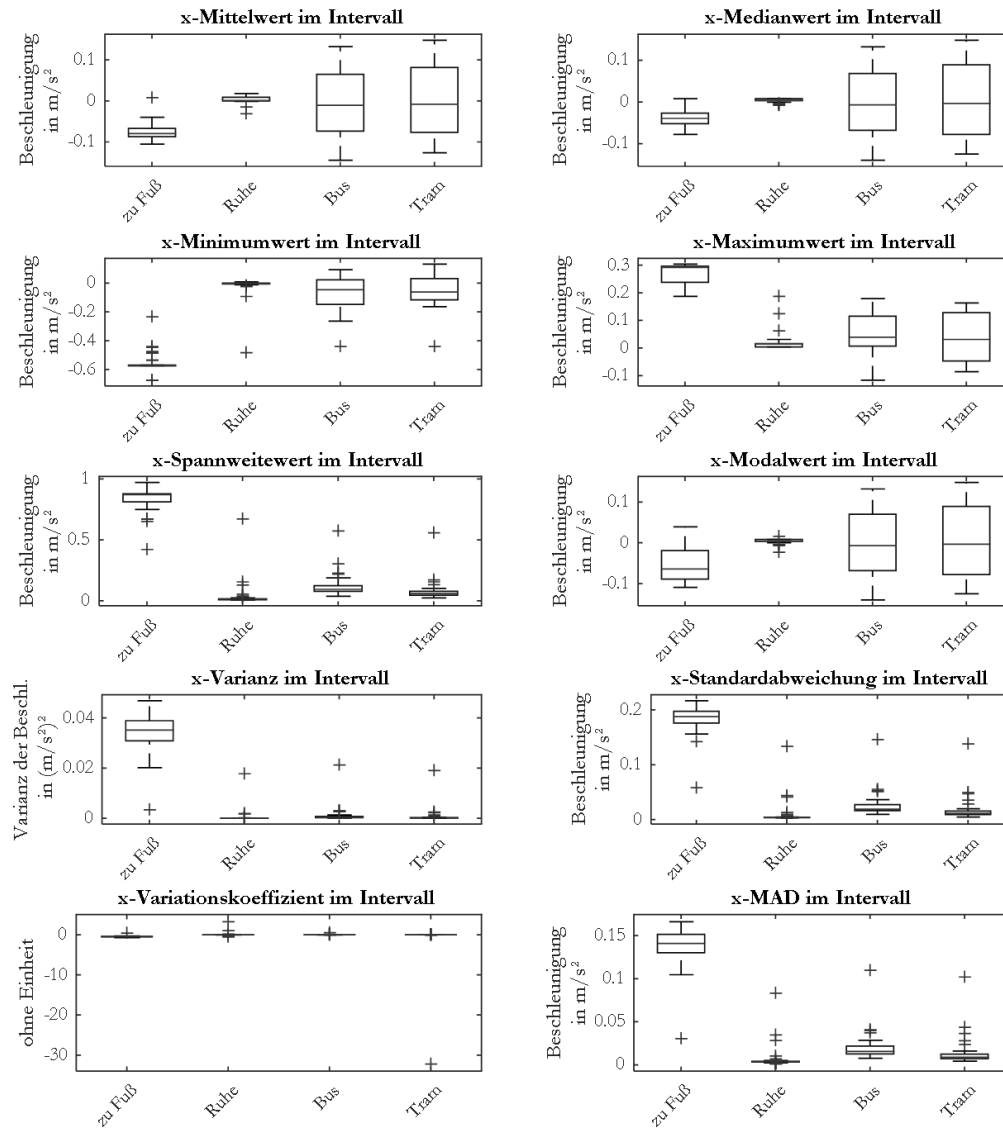 x-Mittelwert im Intervall
Beschleunigung
in m/s²
0.1
0
-0.1
zu Fuß
Ruhe
Bus
Tram
x-Medianwert im Intervall
Beschleunigung
in m/s²
0.1
0
-0.1
zu Fuß
Ruhe
Bus
Tram
x-Minimumwert im Intervall
Beschleunigung
in m/s²
0
-0.2
-0.4
-0.6
zu Fuß
Ruhe
Bus
Tram
x-Maximumwert im Intervall
Beschleunigung
in m/s²
0.3
0.2
0.1
0
-0.1
zu Fuß
Ruhe
Bus
Tram
x-Spannweitewert im Intervall
Beschleunigung
in m/s²
1
0.5
0
zu Fuß
Ruhe
Bus
Tram
x-Modalwert im Intervall
Beschleunigung
in m/s²
0.1
0
-0.1
zu Fuß
Ruhe
Bus
Tram
x-Varianz im Intervall
Varianz der Beschl.
in (m/s²)²
0.04
0.02
0
zu Fuß
Ruhe
Bus
Tram
x-Standardabweichung im Intervall
Beschleunigung
in m/s²
0.2
0.1
0
zu Fuß
Ruhe
Bus
Tram
x-Variationskoeffizient im Intervall
ohne Einheit
0
-10
-20
-30
zu Fuß
Ruhe
Bus
Tram
x-MAD im Intervall
Beschleunigung
in m/s²
0.15
0.1
0.05
0
zu Fuß
Ruhe
Bus
Tram